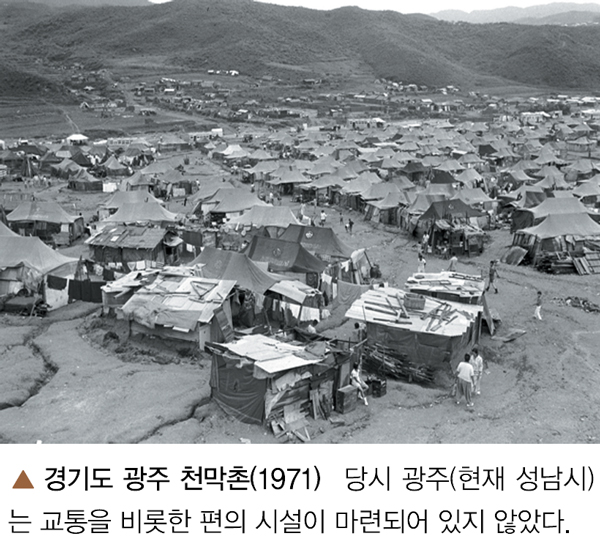 ▲ 경기도 광주 천막촌(1971) 당시 광주(현재 성남시)
는 교통을 비롯한 편의 시설이 마련되어 있지 않았다.